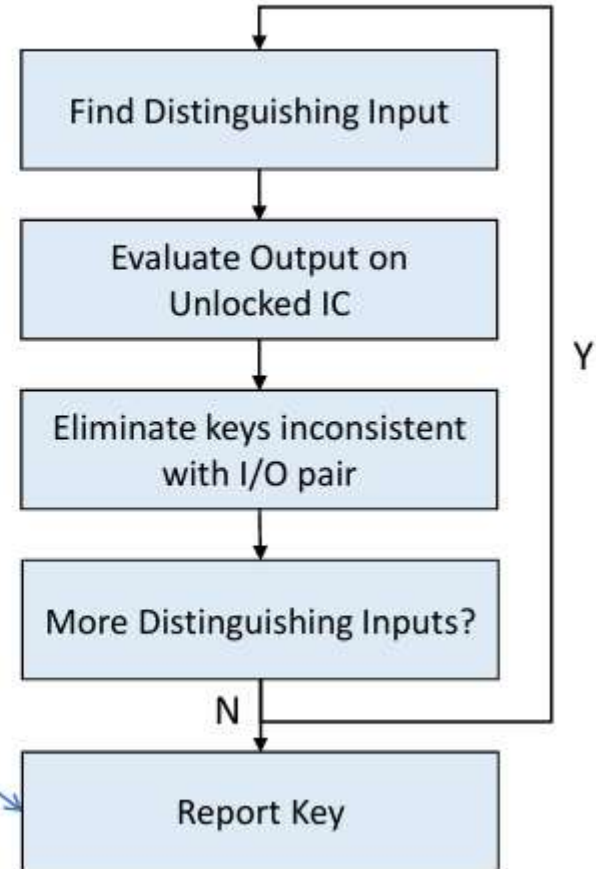 Find Distinguishing Input
Evaluate Output on
Unlocked IC
Y
Eliminate keys inconsistent
with I/O pair
More Distinguishing Inputs?
N
Report Key